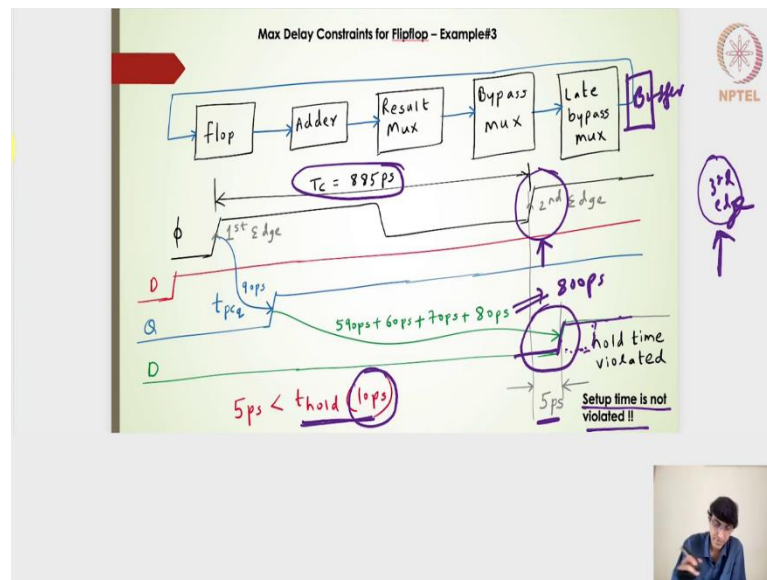 Max Delay Constraints for Flipflop – Example#3
NPTEL
flop
Adder
Result
Mux
Bypass
mux
Late
bypass
mux
Buffer
Tc = 885ps
3rd
edge
ϕ
1st Edge
2nd Edge
D
90ps
tpcq
Q
590ps+60ps+70ps+80ps
800ps
D
hold time
violated
5ps < thold 10ps
5ps
Setup time is not
violated !!